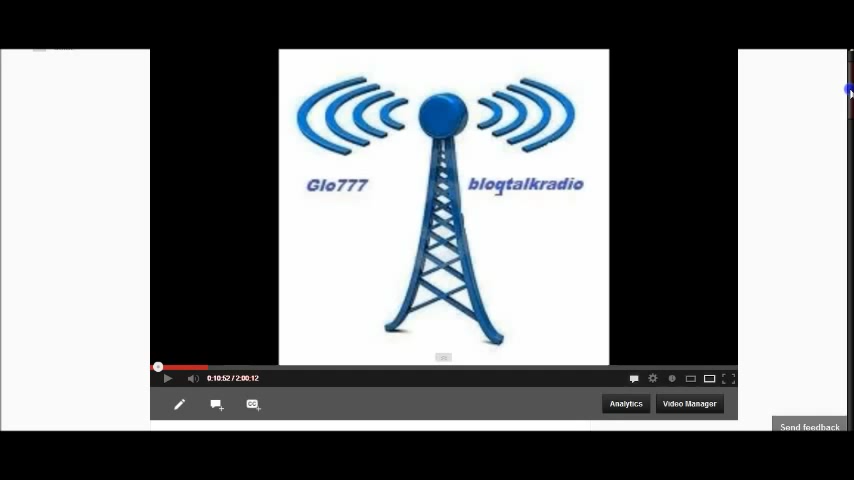 Glo777
blogtalkradio
0:10:52 / 2:00:12
Analytics
Video Manager
Send feedback